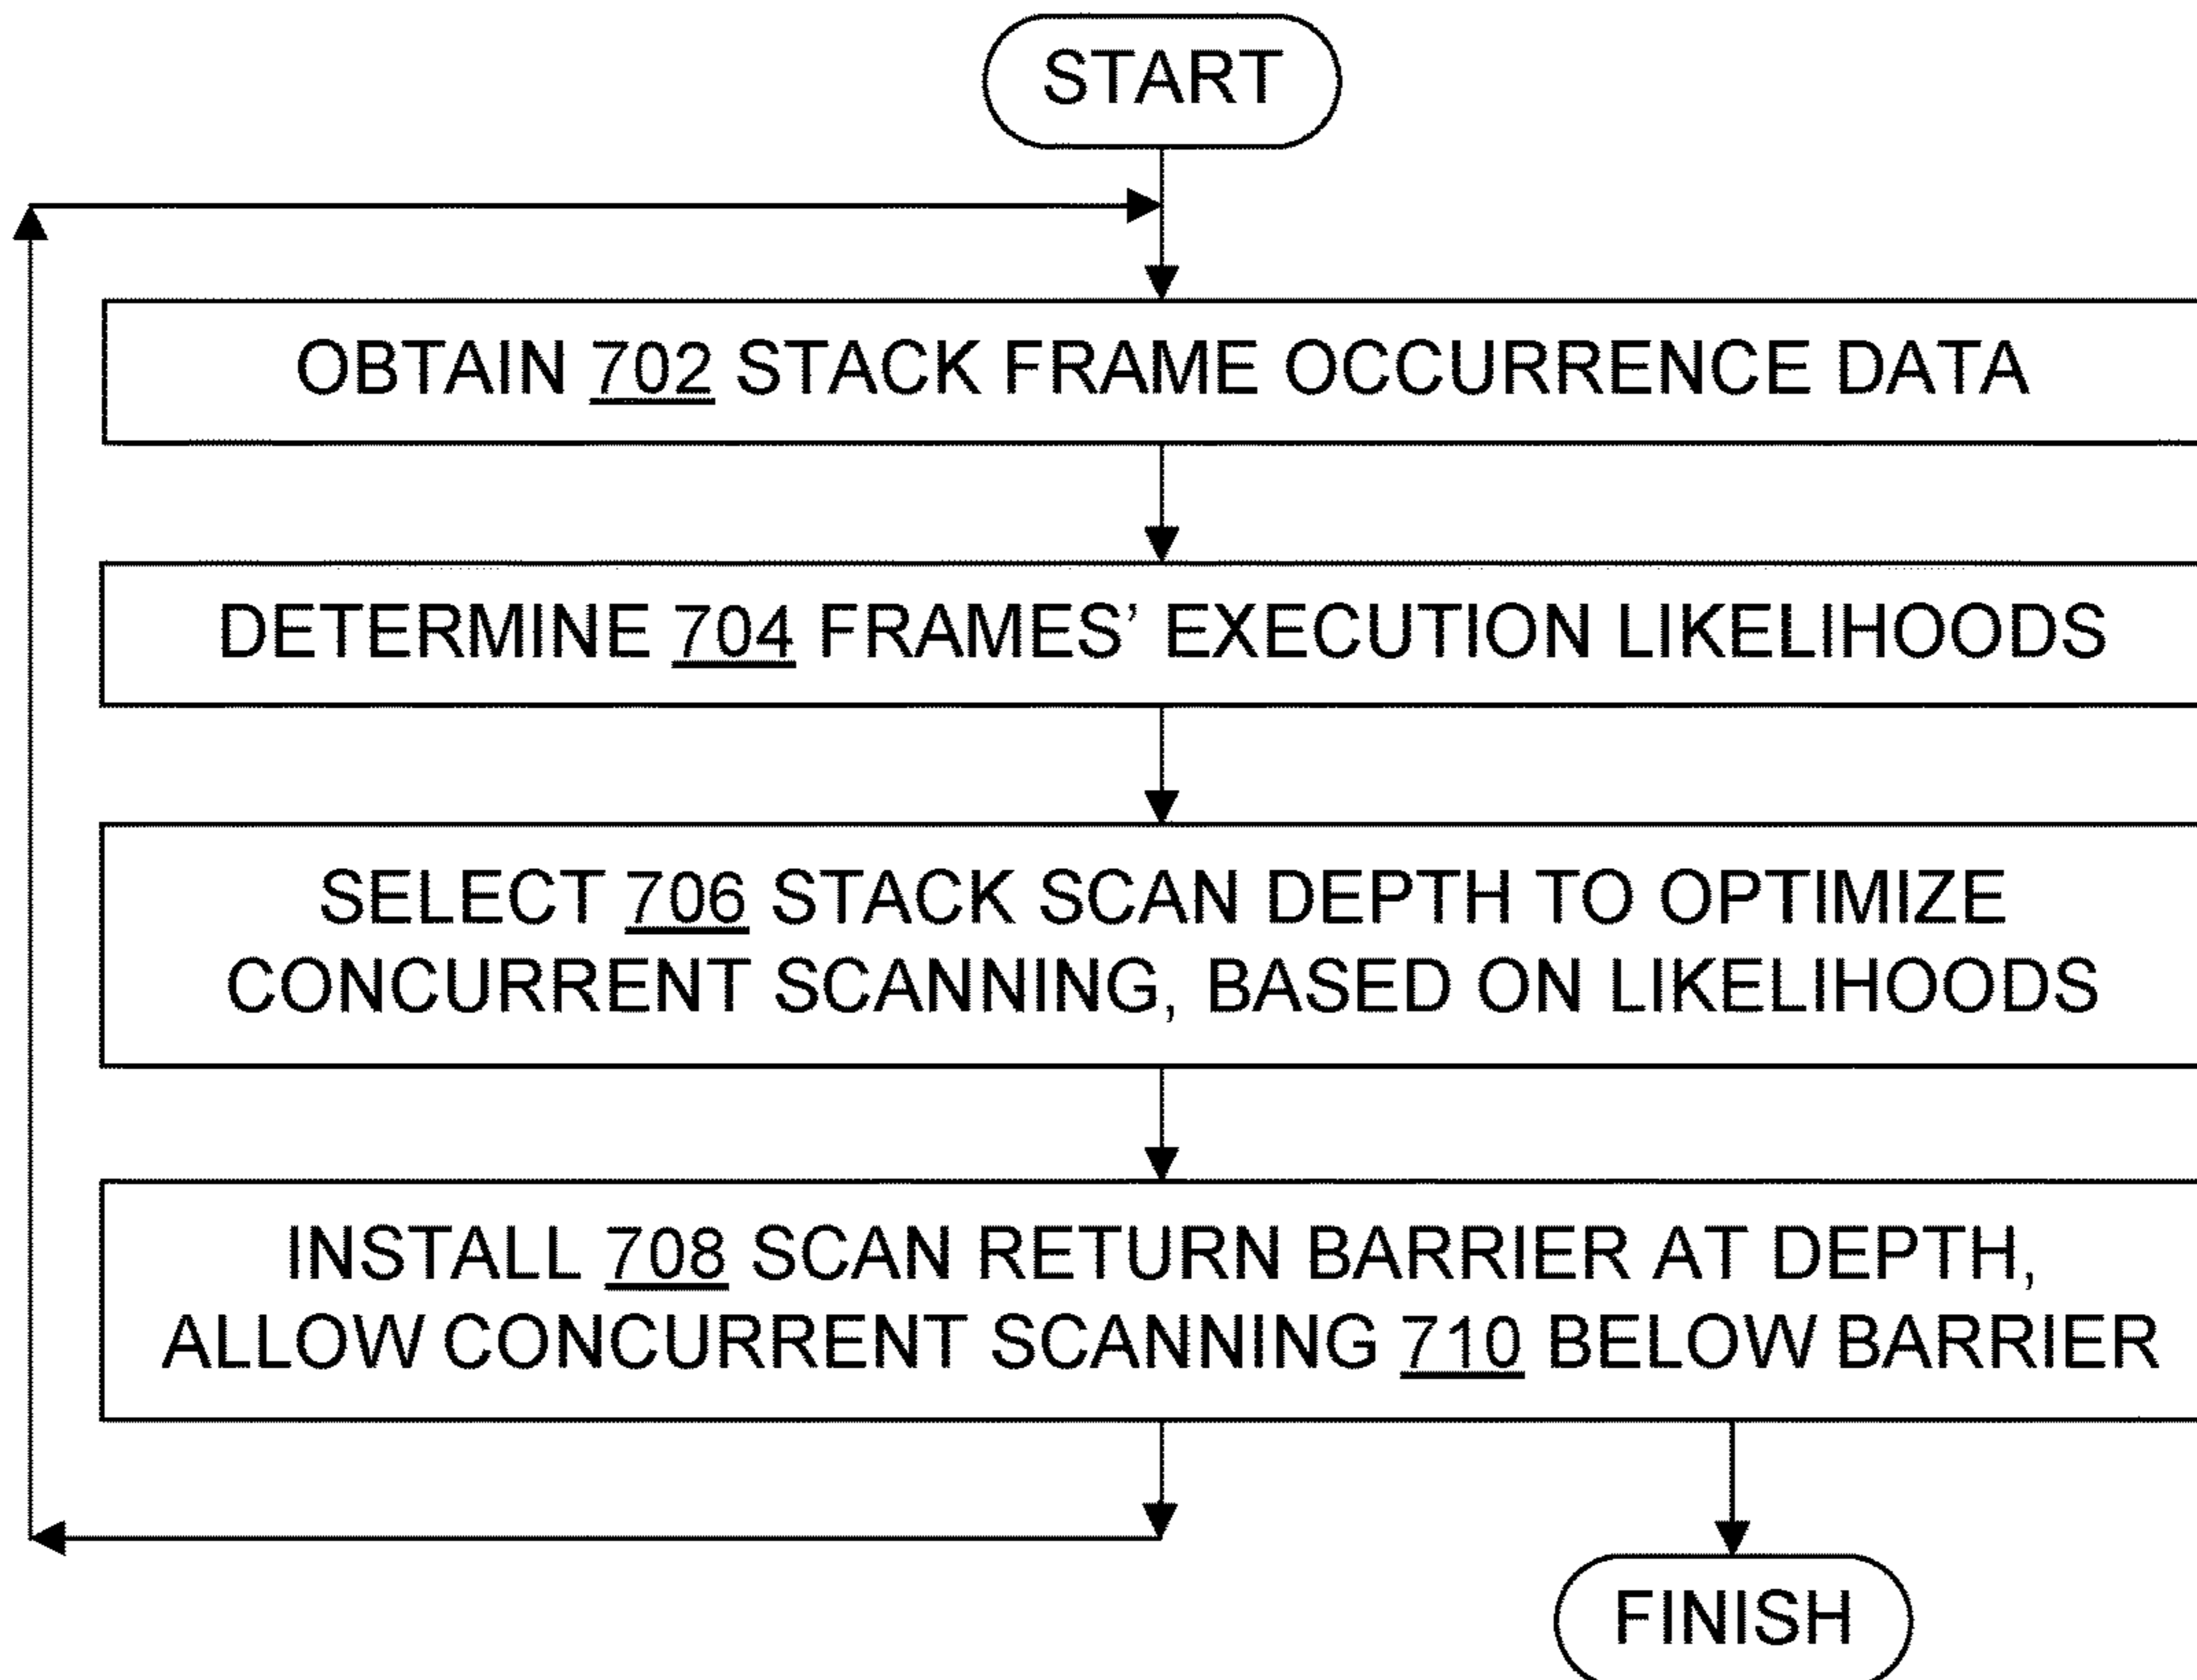 START
OBTAIN 702 STACK FRAME OCCURRENCE DATA
DETERMINE 704 FRAMES’ EXECUTION LIKELIHOODS
SELECT 706 STACK SCAN DEPTH TO OPTIMIZE
CONCURRENT SCANNING, BASED ON LIKELIHOODS
INSTALL 708 SCAN RETURN BARRIER AT DEPTH,
ALLOW CONCURRENT SCANNING 710 BELOW BARRIER
FINISH